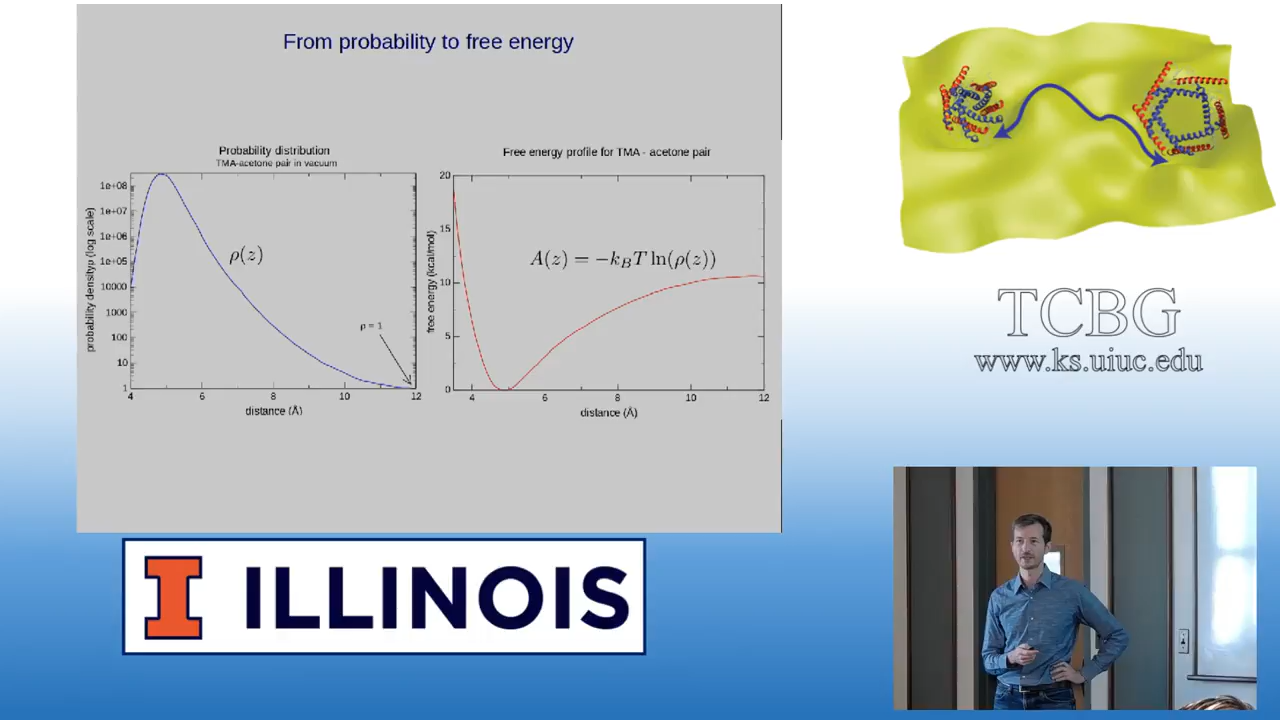 From probability to free energy
Probability distribution
TMA-acetone pair in vacuum
probability densityρ (log scale)
1e+08
1e+07
1e+06
1e+05
10000
1000
100
10
1
ρ(z)
ρ = 1
4 6 8 10 12
distance (Å)
Free energy profile for TMA - acetone pair
free energy (kcal/mol)
20
15
10
5
0
A(z) = −k_BT ln(ρ(z))
4 6 8 10 12
distance (Å)
TCBG
www.ks.uiuc.edu
I ILLINOIS